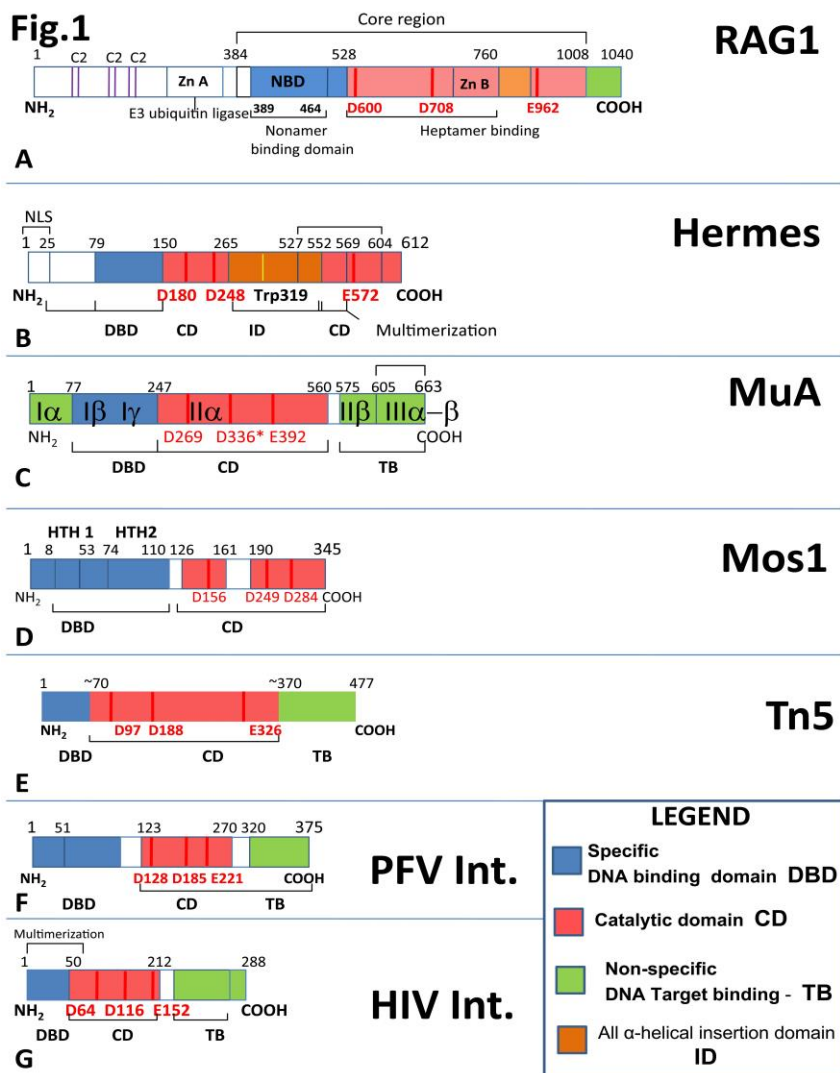 Fig.1
Core region
RAG1
C2 C2 C2
1 384 528 760 1008 1040
Zn A NBD Zn B
NH2 389 464 D600 D708 E962 COOH
E3 ubiquitin ligase
Nonamer binding domain
Heptamer binding
A
NLS
Hermes
1 25 79 150 265 527 552 569 604 612
NH2 D180 D248 Trp319 E572 COOH
DBD CD ID CD Multimerization
B
MuA
1 77 247 560 575 605 663
Iα Iβ Iγ IIα IIβ IIIα–β
NH2 D269 D336* E392 COOH
DBD CD TB
C
HTH 1 HTH2
Mos1
1 8 53 74 110 126 161 190 345
NH2 D156 D249 D284 COOH
DBD CD
D
Tn5
1 ~70 ~370 477
NH2 D97 D188 E326 COOH
DBD CD TB
E
1 51 123 270 320 375
PFV Int.
NH2 D128 D185 E221 COOH
DBD CD TB
F
Multimerization
1 50 212 288
HIV Int.
NH2 D64 D116 E152 COOH
DBD CD TB
G
LEGEND
Specific
DNA binding domain DBD
Catalytic domain CD
Non-specific
DNA Target binding - TB
All α-helical insertion domain
ID